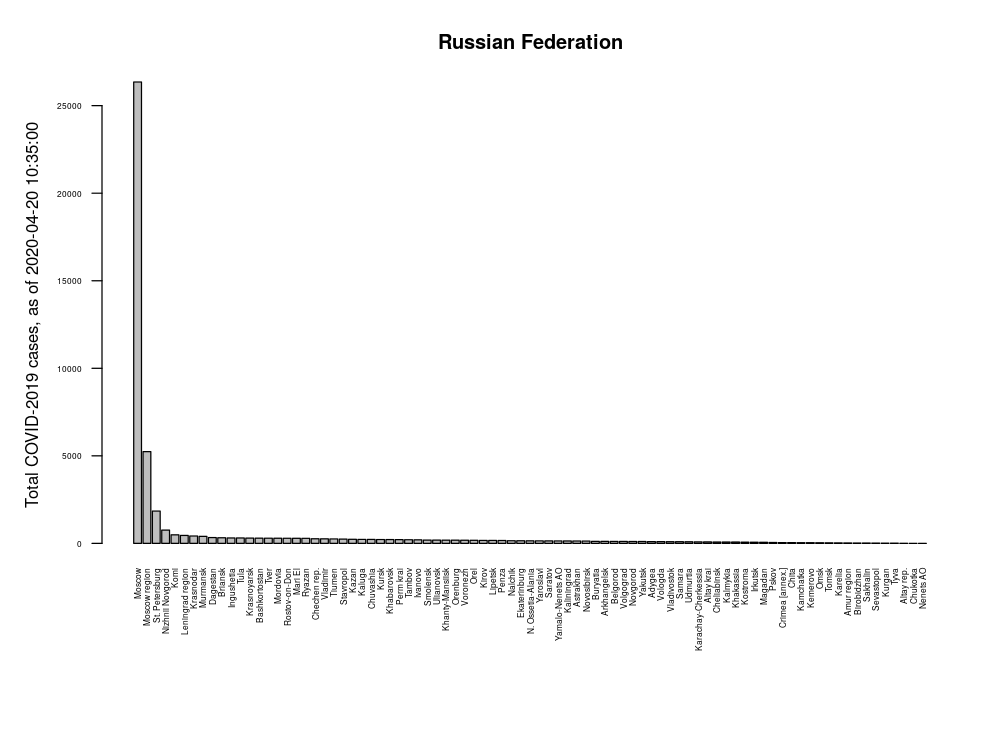 Russian Federation
Total COVID-2019 cases, as of 2020-04-20 10:35:00
25000
20000
15000
10000
5000
0
Moscow
Moscow region
St. Petersburg
Nizhnii Novgorod
Komi
Leningrad region
Krasnodar
Murmansk
Dagestan
Briansk
Ingushetia
Tula
Krasnoyarsk
Bashkortostan
Tver
Mordovia
Rostov-on-Don
Mari El
Ryazan
Chechen rep.
Vladimir
Tiumen
Stavropol
Kazan
Kaluga
Chuvashia
Kursk
Khabarovsk
Perm krai
Tambov
Ivanovo
Smolensk
Ulianovsk
Khanty-Mansiisk
Orenburg
Voronezh
Orel
Kirov
Lipetsk
Penza
Nalchik
Ekaterinburg
N. Ossetia-Alania
Yaroslavl
Saratov
Yamalo-Nenets AO
Kaliningrad
Astrakhan
Novosibirsk
Buryatia
Arkhangelsk
Belgorod
Volgograd
Novgorod
Yakutsk
Adygea
Vologda
Vladivostok
Samara
Udmurtia
Karachay-Cherkessia
Altay krai
Cheliabinsk
Kalmykia
Khakassia
Kostroma
Irkutsk
Magadan
Pskov
Crimea [annex.]
Chita
Kamchatka
Kemerovo
Omsk
Tomsk
Karelia
Amur region
Birobidzhan
Sakhalin
Sevastopol
Kurgan
Tyva
Altay rep.
Chukotka
Nenets AO